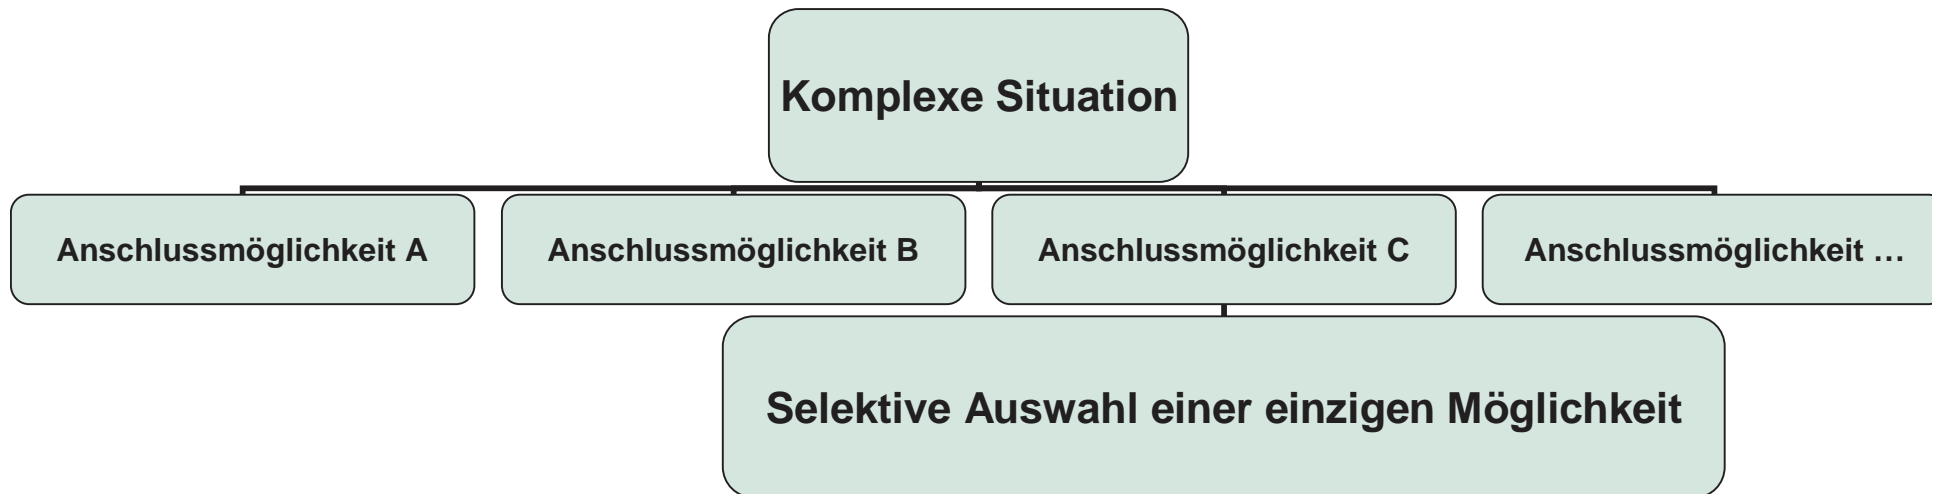 Komplexe Situation
Anschlussmöglichkeit A
Anschlussmöglichkeit B
Anschlussmöglichkeit C
Anschlussmöglichkeit …
Selektive Auswahl einer einzigen Möglichkeit